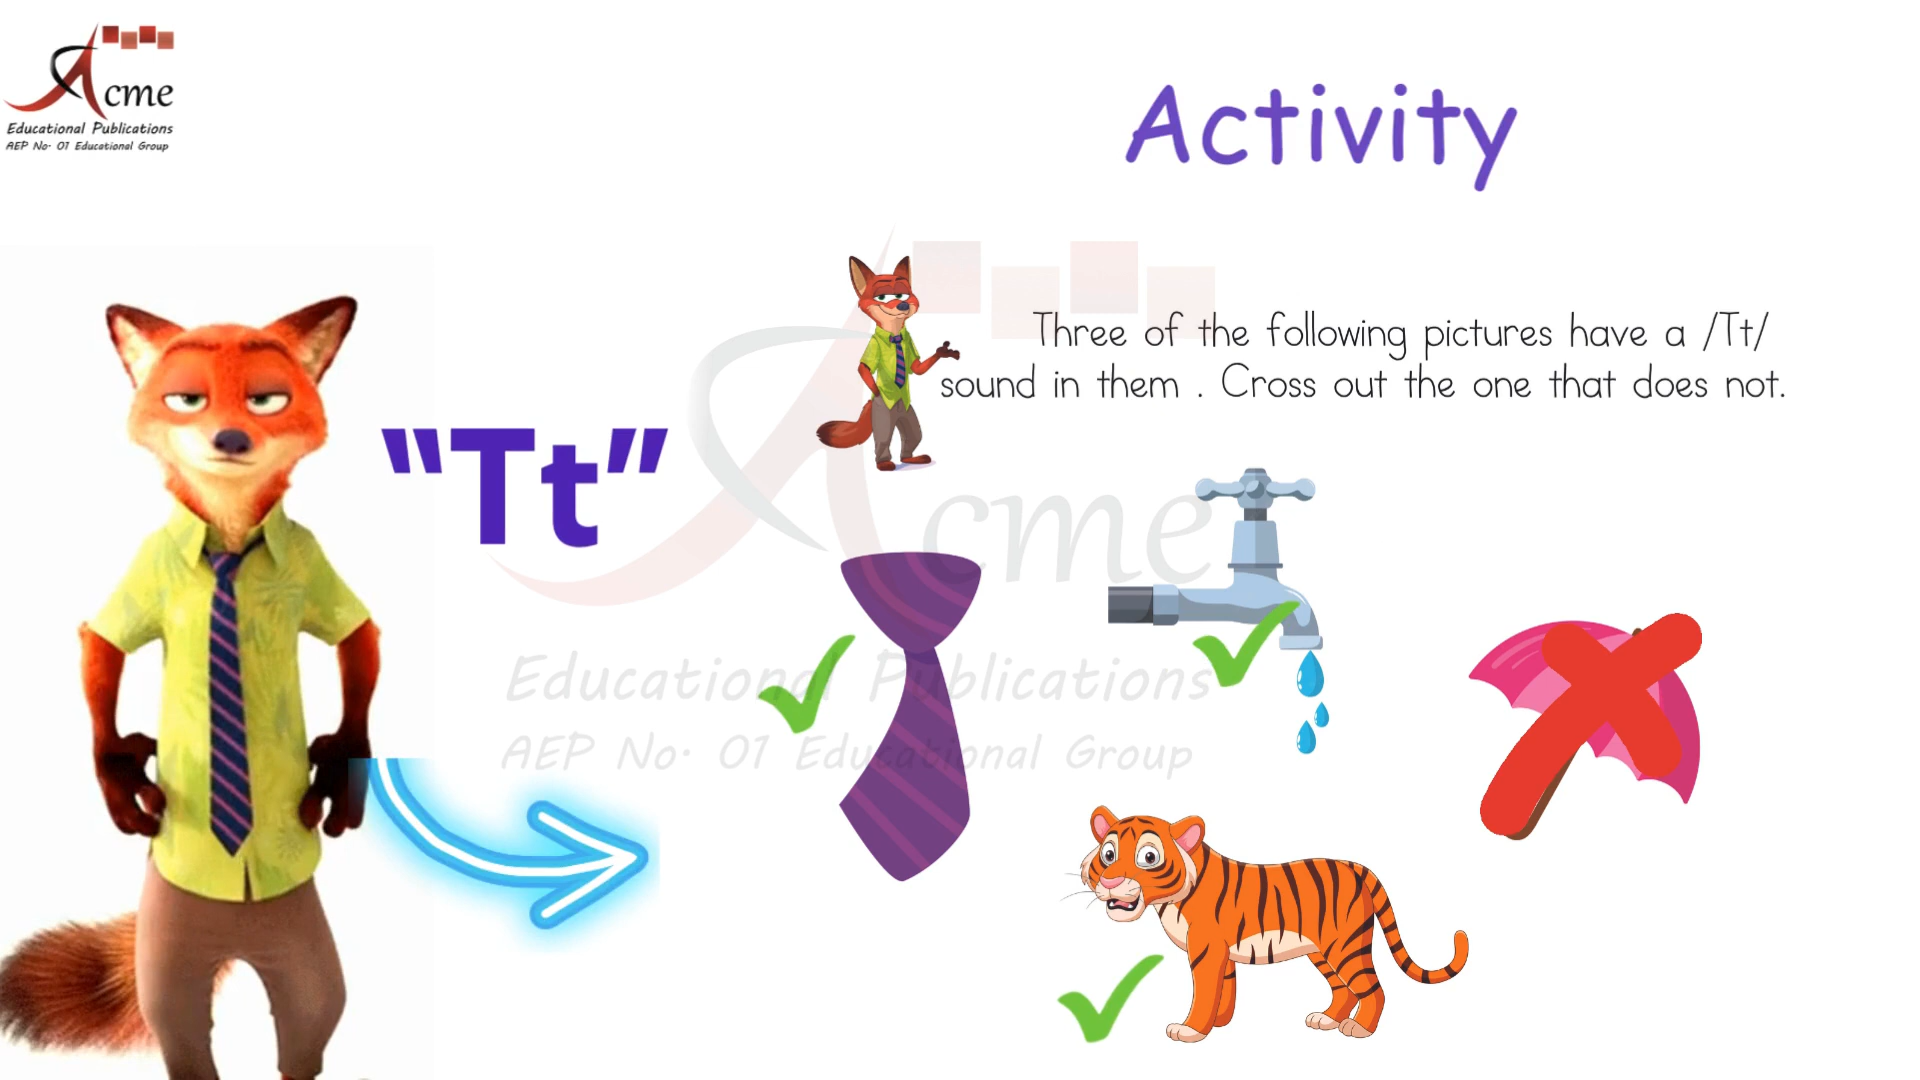 Acme
Educational Publications
AEP No. 01 Educational Group
Activity
Three of the following pictures have a /Tt/
sound in them . Cross out the one that does not.
“Tt”
Acme
Educational Publications
AEP No. 01 Educational Group